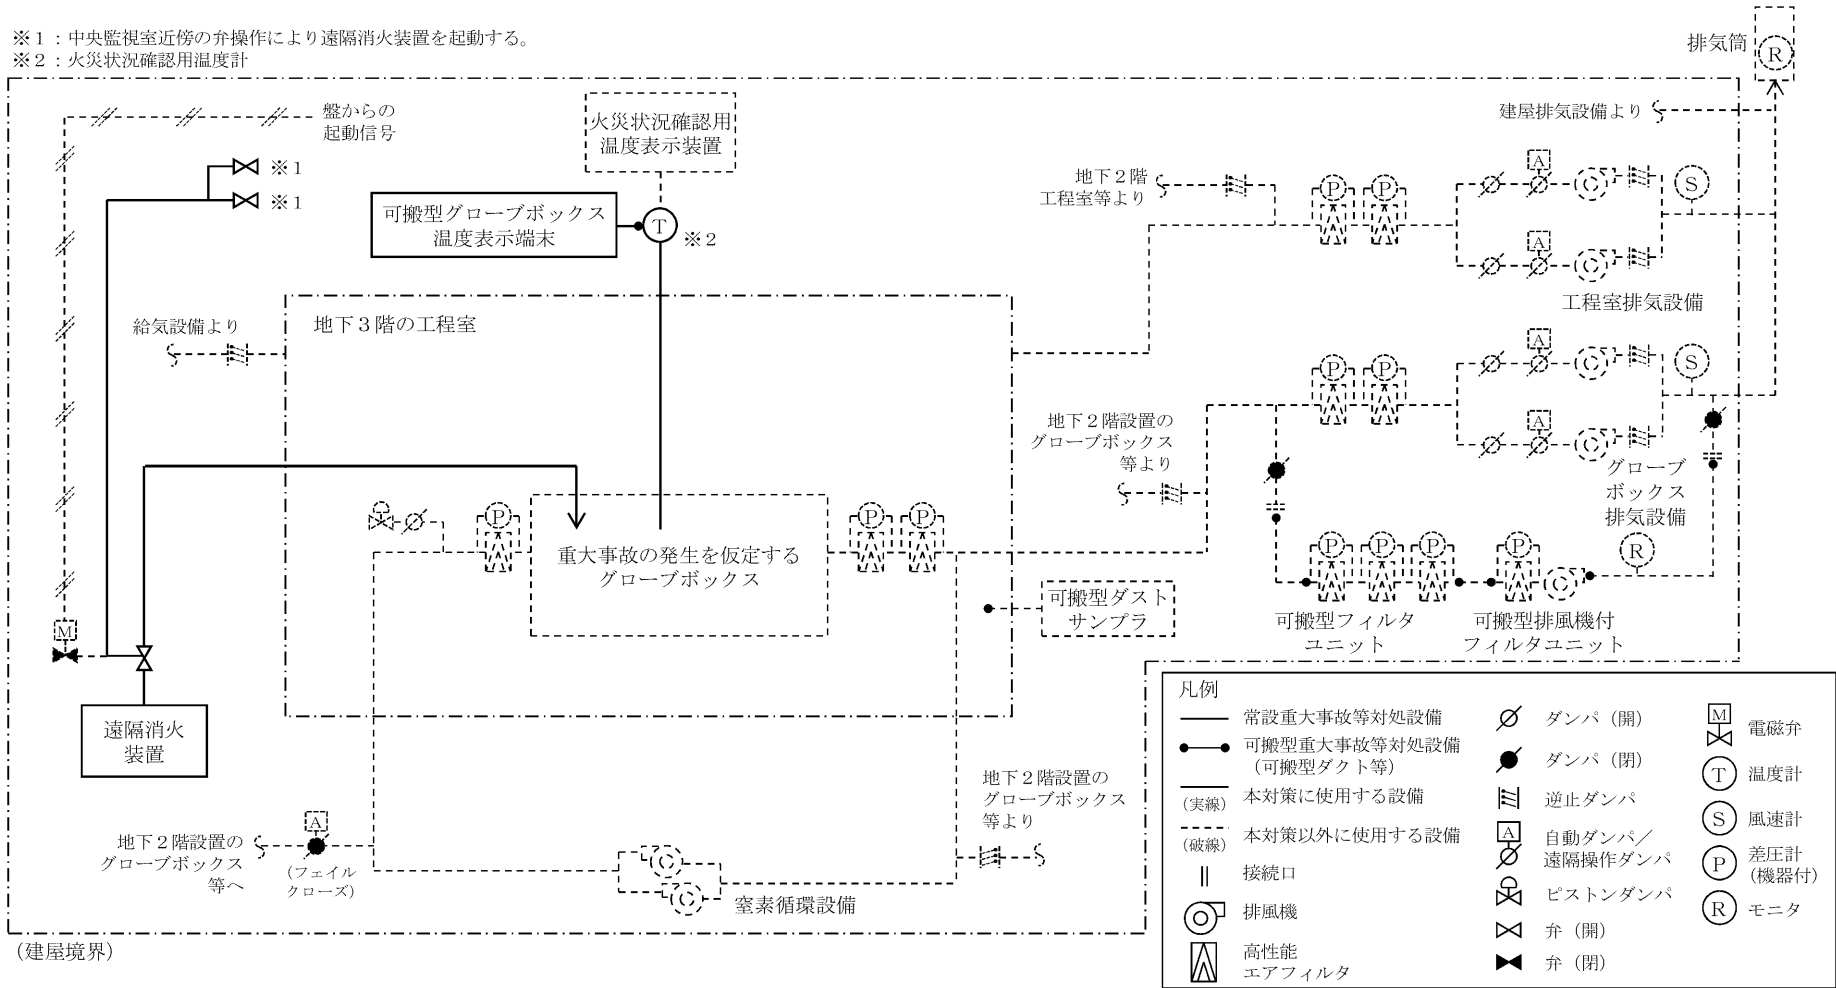 ※1：中央監視室近傍の弁操作により遠隔消火装置を起動する。
※2：火災状況確認用温度計
排気筒
R
盤からの
起動信号
火災状況確認用
温度表示装置
建屋排気設備より
※1
※1
可搬型グローブボックス
温度表示端末
T
※2
地下2階
工程室等より
P
P
A
S
A
工程室排気設備
給気設備より
地下3階の工程室
P
P
A
S
A
地下2階設置の
グローブボックス
等より
グローブ
ボックス
排気設備
P
重大事故の発生を仮定する
グローブボックス
P
P
P
P
P
P
R
可搬型ダスト
サンプラ
可搬型フィルタ
ユニット
可搬型排風機付
フィルタユニット
M
遠隔消火
装置
地下2階設置の
グローブボックス
等より
A
地下2階設置の
グローブボックス
等へ
（フェイル
クローズ）
窒素循環設備
（建屋境界）
凡例
常設重大事故等対処設備
可搬型重大事故等対処設備
（可搬型ダクト等）
（実線）
本対策に使用する設備
（破線）
本対策以外に使用する設備
接続口
排風機
高性能
エアフィルタ
ダンパ（開）
ダンパ（閉）
逆止ダンパ
A
自動ダンパ／
遠隔操作ダンパ
ピストンダンパ
弁（開）
弁（閉）
M
電磁弁
T
温度計
S
風速計
P
差圧計
（機器付）
R
モニタ